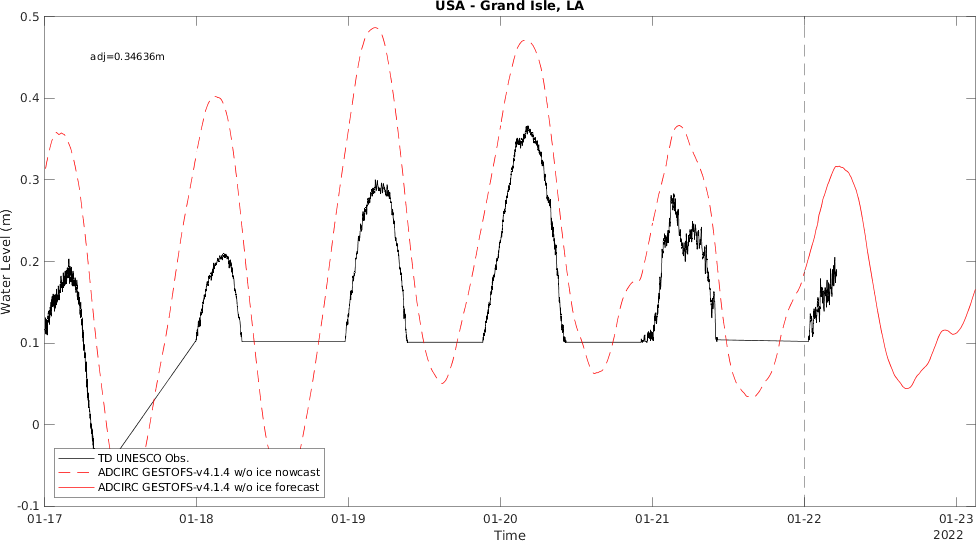 USA - Grand Isle, LA
adj=0.34636m
0.5
0.4
0.3
0.2
0.1
0
-0.1
Water Level (m)
TD UNESCO Obs.
ADCIRC GESTOFS-v4.1.4 w/o ice nowcast
ADCIRC GESTOFS-v4.1.4 w/o ice forecast
01-17 01-18 01-19 01-20 01-21 01-22 01-23
Time
2022